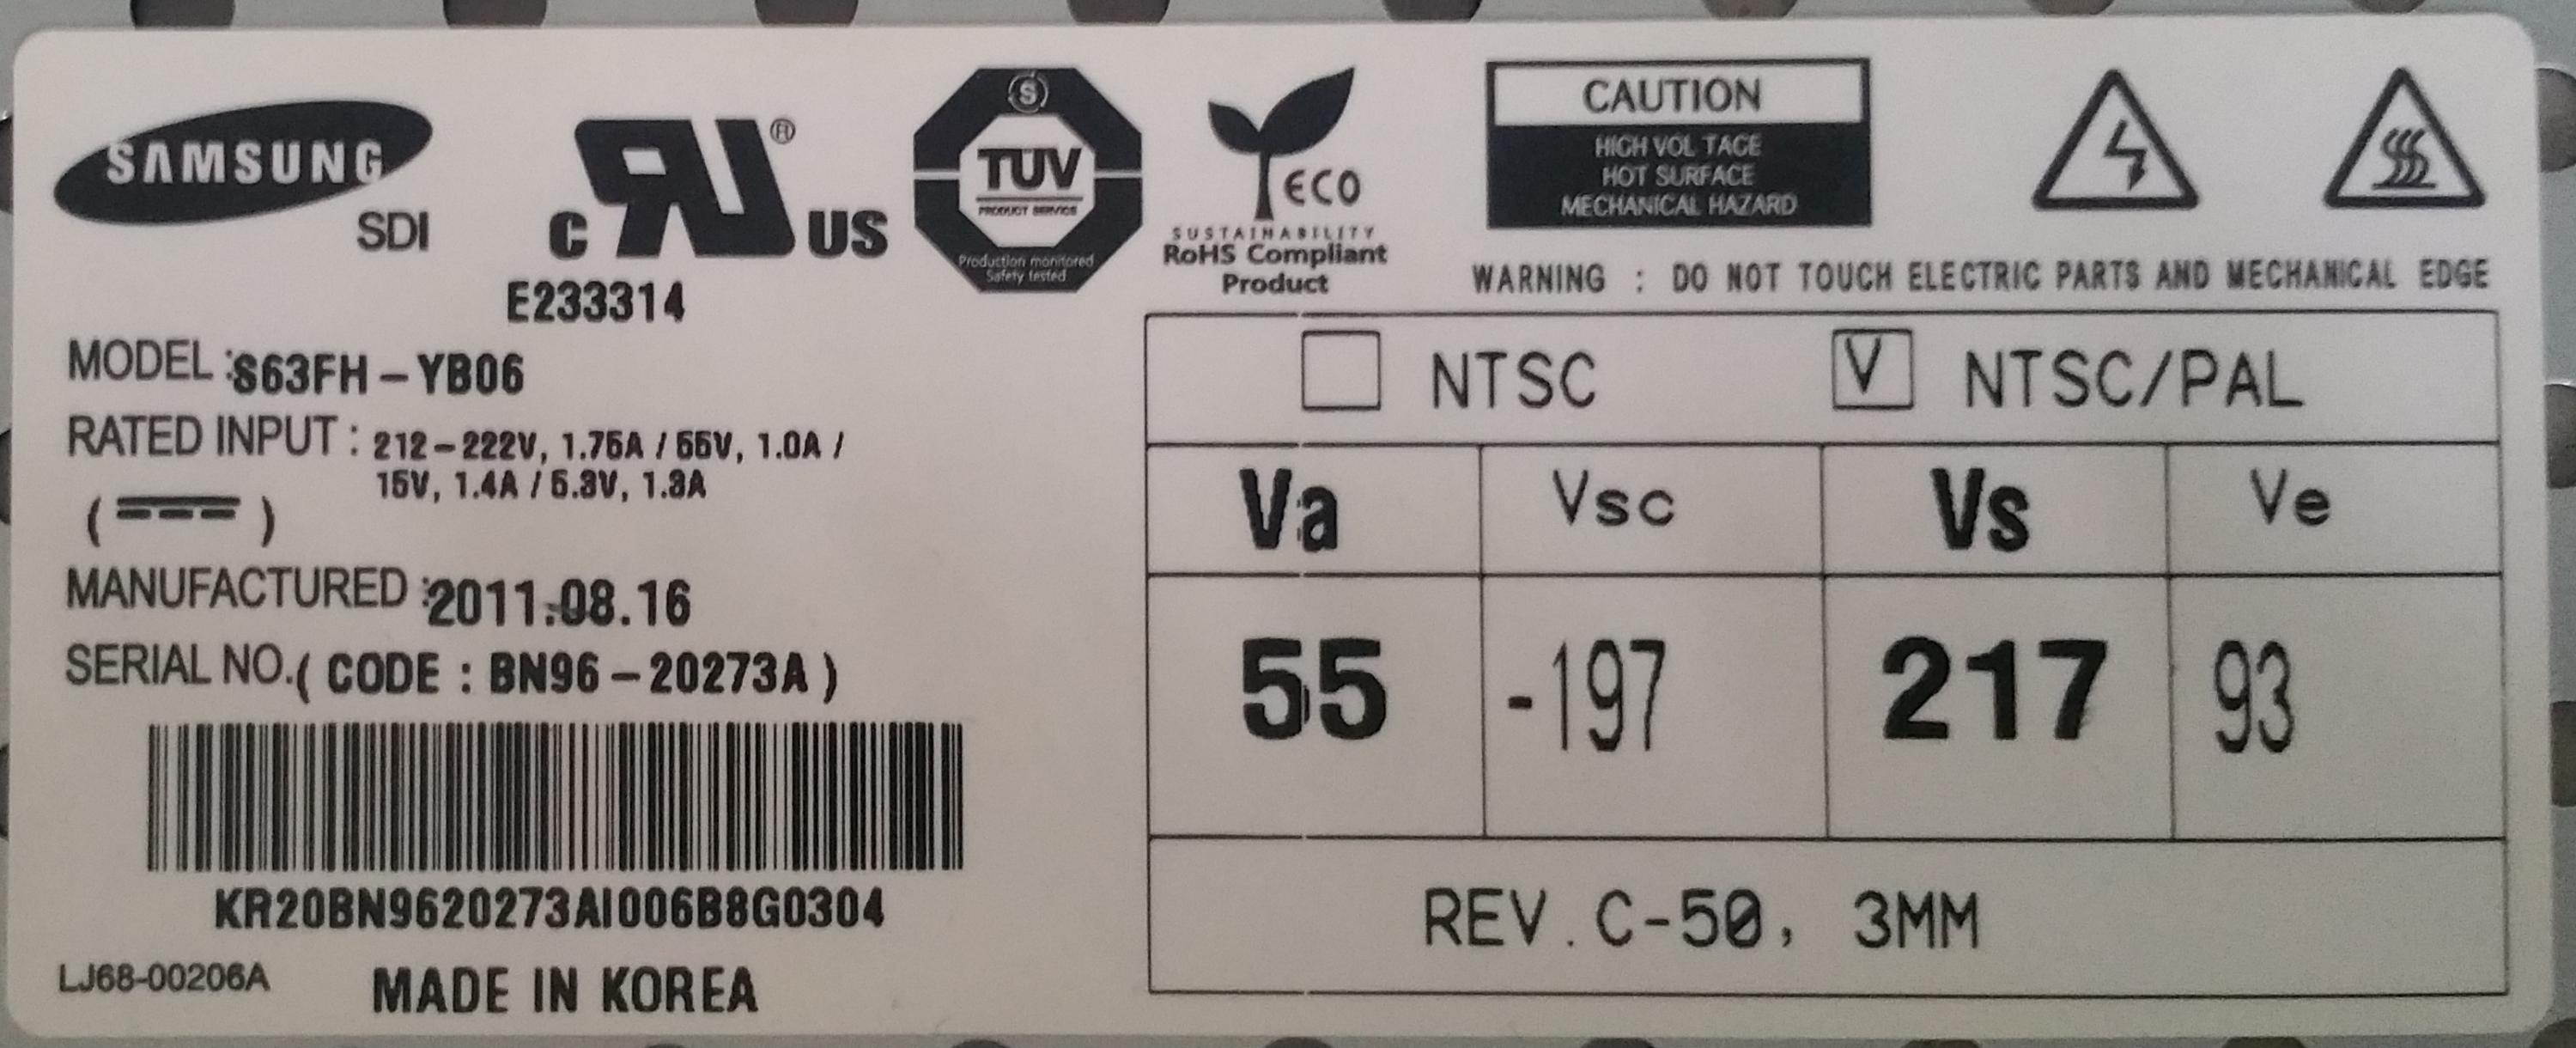 SAMSUNG
SDI
C RU® US
E233314
S
TUV
PRODUCT SERVICE
Production monitored
Safety tested
ECO
SUSTAINABILITY
RoHS Compliant
Product
CAUTION
HIGH VOL TAGE
HOT SURFACE
MECHANICAL HAZARD
WARNING : DO NOT TOUCH ELECTRIC PARTS AND MECHANICAL EDGE
MODEL : S63FH-YB06
RATED INPUT : 212-222V, 1.75A / 55V, 1.0A /
15V, 1.4A / 5.3V, 1.3A
( )
MANUFACTURED : 2011.08.16
SERIAL NO. ( CODE : BN96-20273A )
KR20BN9620273AI006B8G0304
LJ68-00206A MADE IN KOREA
NTSC V NTSC/PAL
Va Vsc Vs Ve
55 -197 217 93
REV. C-50, 3MM